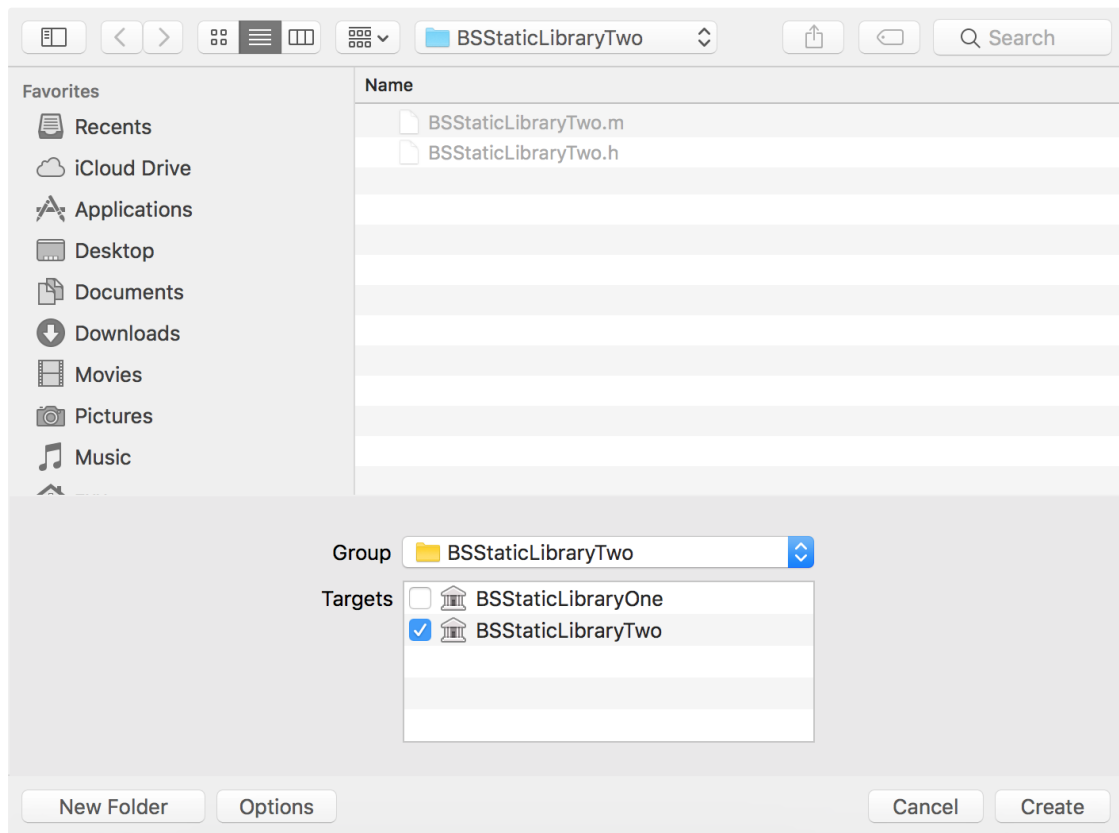 BSStaticLibraryTwo
Search
Favorites
Recents
iCloud Drive
Applications
Desktop
Documents
Downloads
Movies
Pictures
Music
Name
BSStaticLibraryTwo.m
BSStaticLibraryTwo.h
Group BSStaticLibraryTwo
Targets BSStaticLibraryOne
BSStaticLibraryTwo
New Folder Options Cancel Create